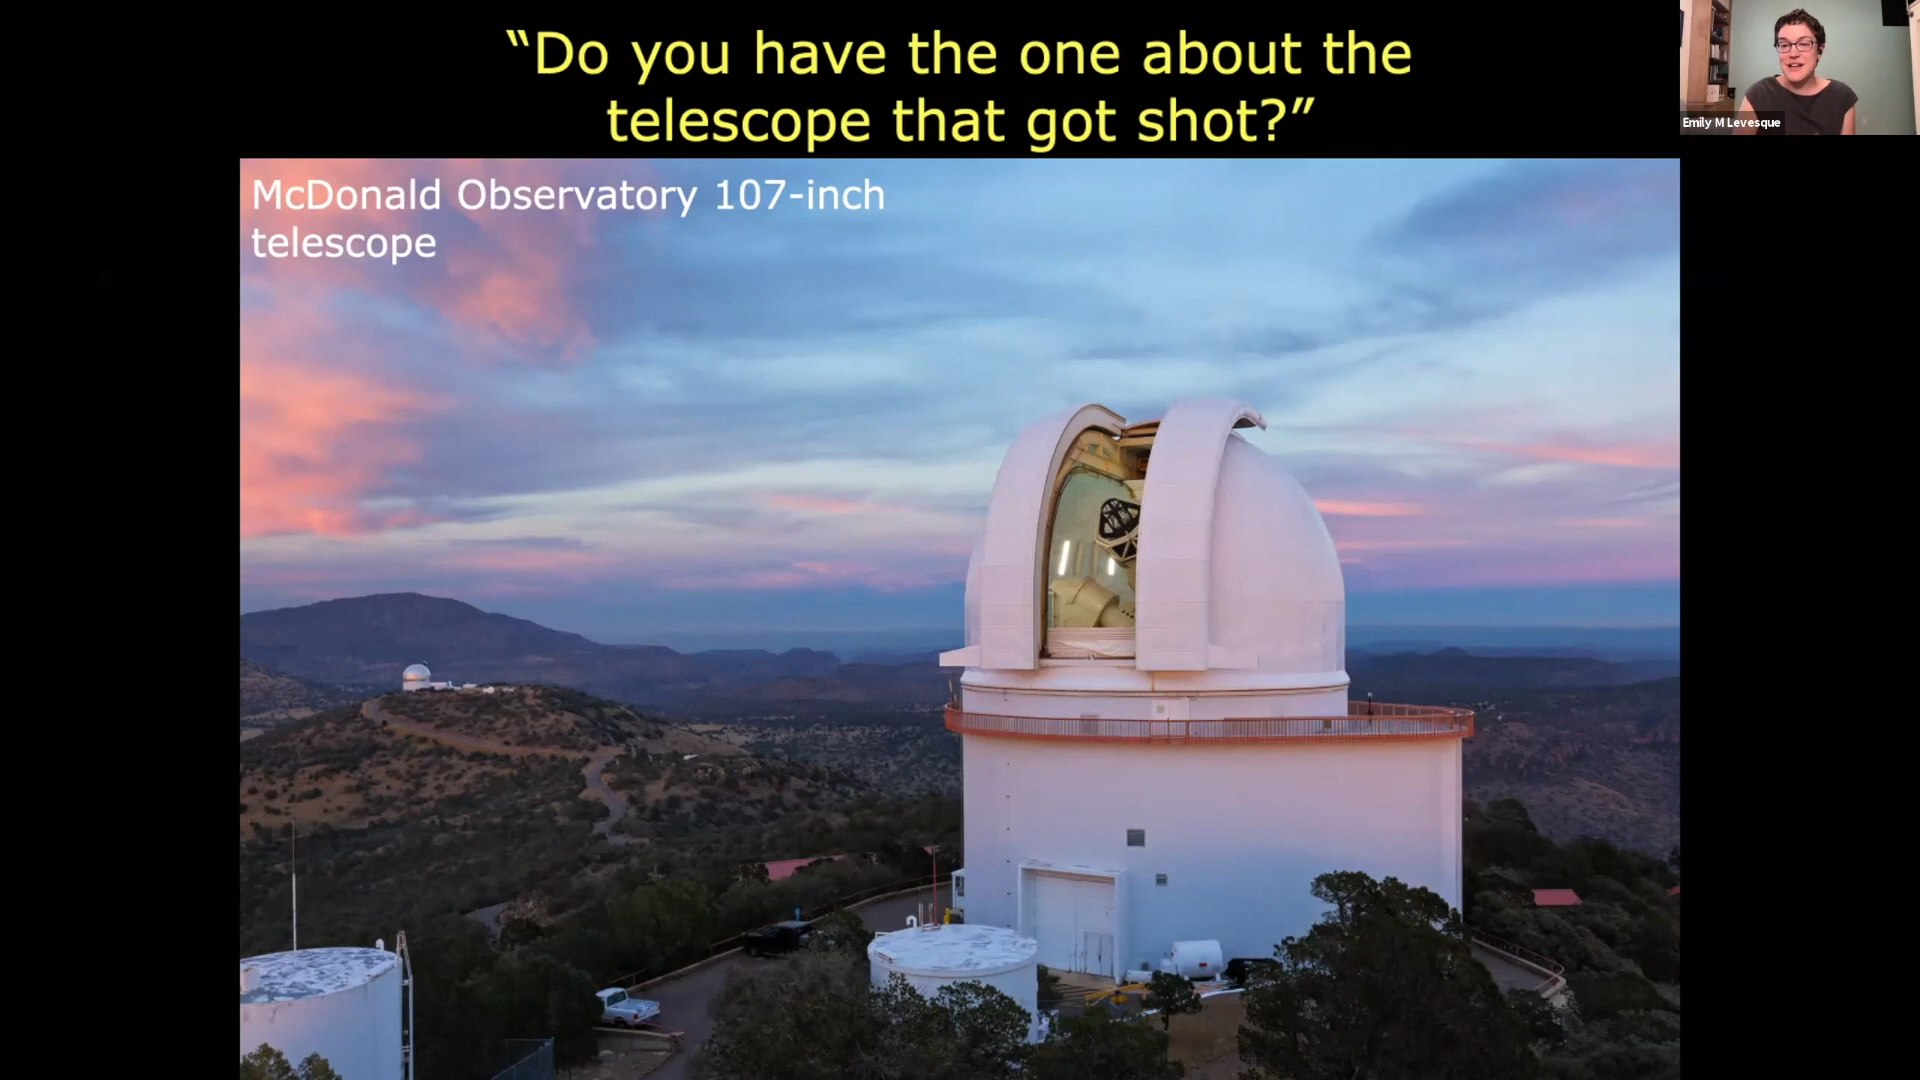 “Do you have the one about the
telescope that got shot?”
Emily M Levesque
McDonald Observatory 107-inch
telescope